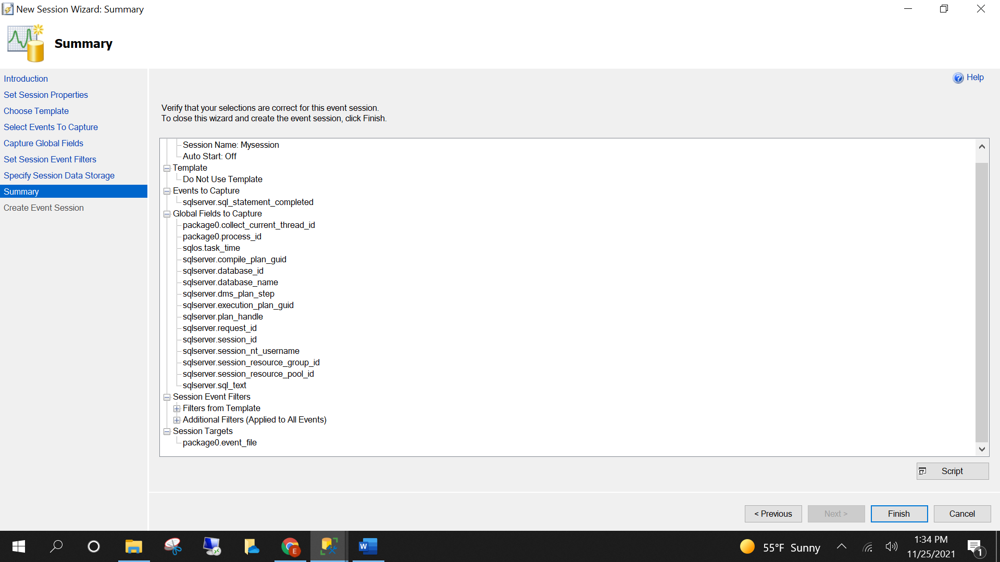 New Session Wizard: Summary
Summary
Introduction
Set Session Properties
Choose Template
Select Events To Capture
Capture Global Fields
Set Session Event Filters
Specify Session Data Storage
Summary
Create Event Session
Help
Verify that your selections are correct for this event session.
To close this wizard and create the event session, click Finish.
Session Name: Mysession
Auto Start: Off
Template
Do Not Use Template
Events to Capture
sqlserver.sql_statement_completed
Global Fields to Capture
package0.collect_current_thread_id
package0.process_id
sqlos.task_time
sqlserver.compile_plan_guid
sqlserver.database_id
sqlserver.database_name
sqlserver.dms_plan_step
sqlserver.execution_plan_guid
sqlserver.plan_handle
sqlserver.request_id
sqlserver.session_id
sqlserver.session_nt_username
sqlserver.session_resource_group_id
sqlserver.session_resource_pool_id
sqlserver.sql_text
Session Event Filters
Filters from Template
Additional Filters (Applied to All Events)
Session Targets
package0.event_file
Script
< Previous
Next >
Finish
Cancel
E
W
55°F Sunny
1:34 PM
11/25/2021
1